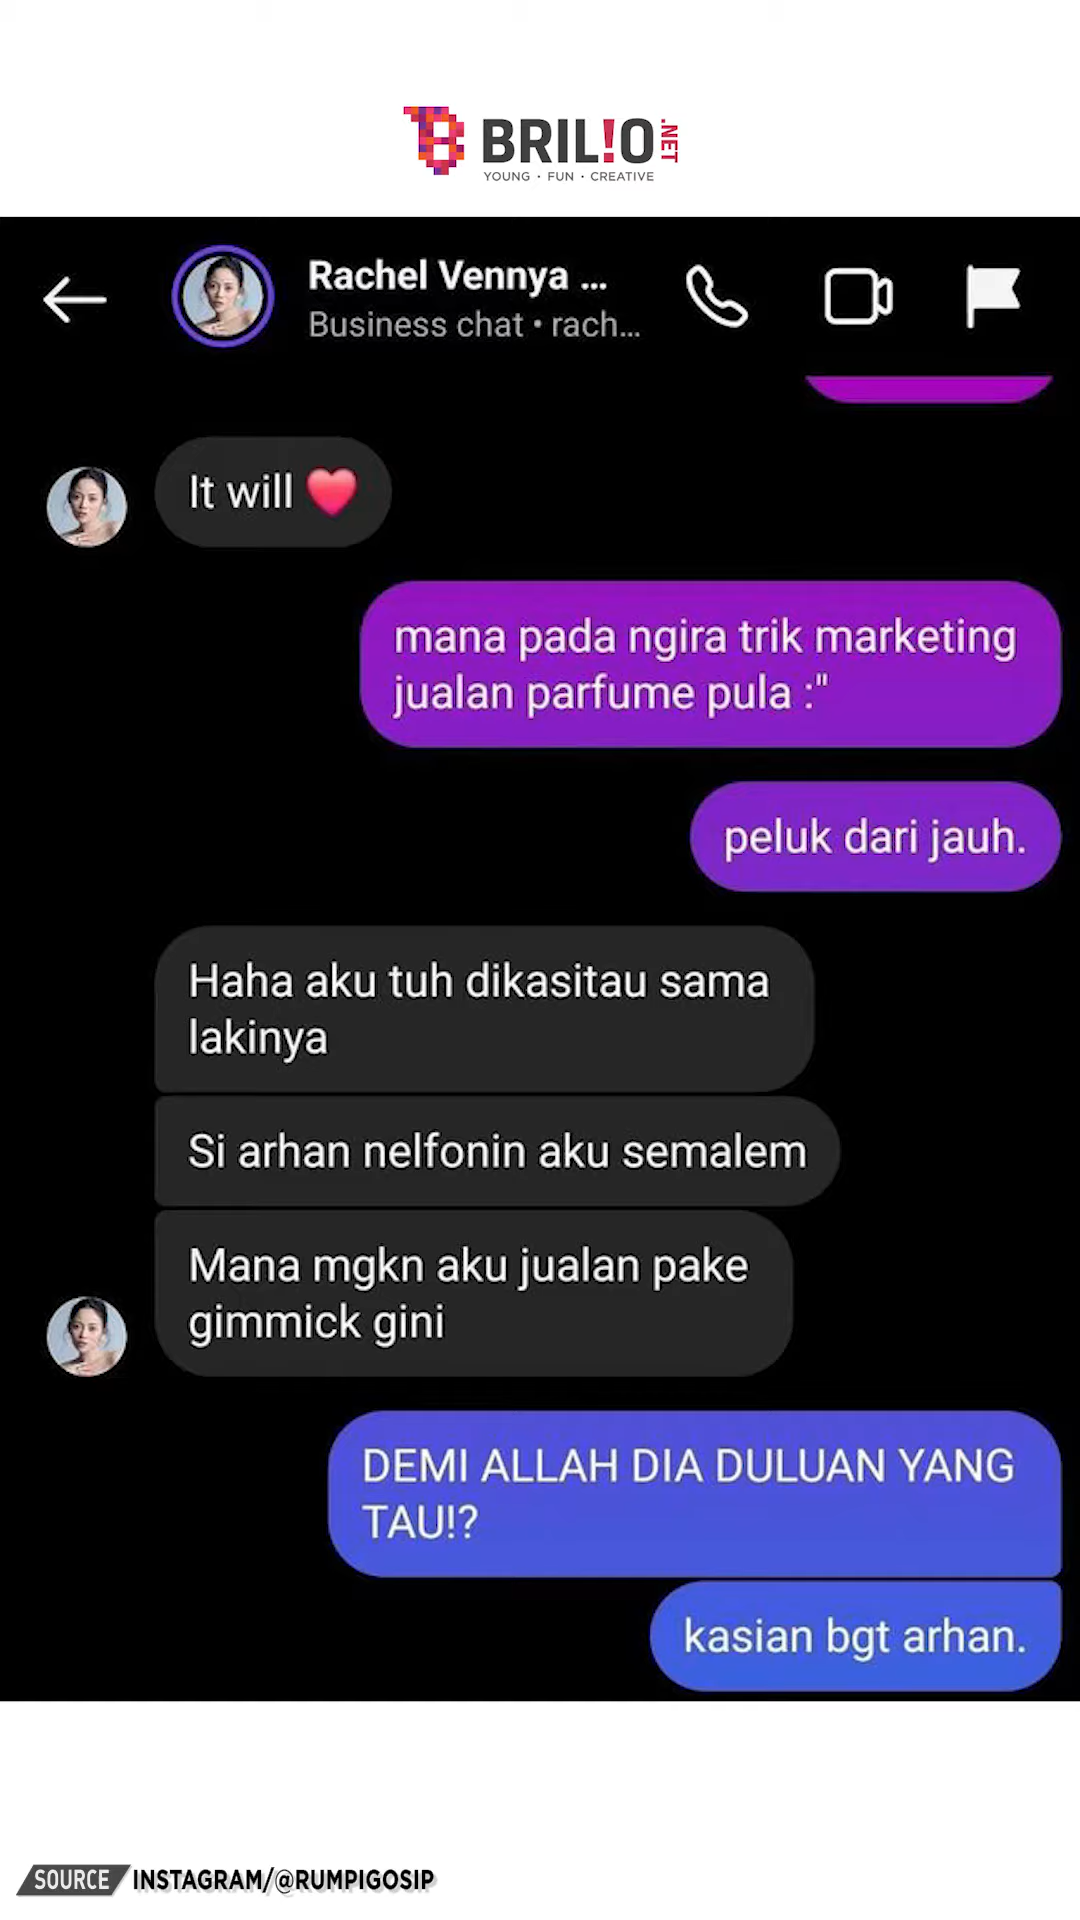 BRIL!O.NET
YOUNG · FUN · CREATIVE
Rachel Vennya ...
Business chat • rach...
It will ❤️
mana pada ngira trik marketing
jualan parfume pula :"
peluk dari jauh.
Haha aku tuh dikasitau sama
lakinya
Si arhan nelfonin aku semalem
Mana mgkn aku jualan pake
gimmick gini
DEMI ALLAH DIA DULUAN YANG
TAU!?
kasian bgt arhan.
SOURCE INSTAGRAM/@RUMPIGOSIP